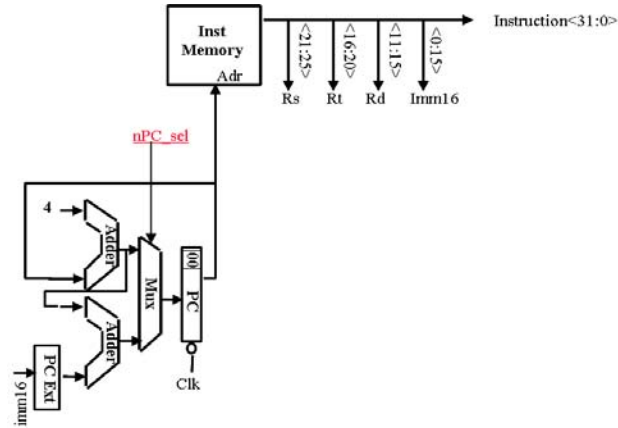 Inst
Memory
Adr
Instruction<31:0>
<21:25>
<16:20>
<11:15>
<0:15>
Rs
Rt
Rd
Imm16
nPC_sel
4
Adder
Adder
Mux
00
PC
Clk
PC Ext
imm16